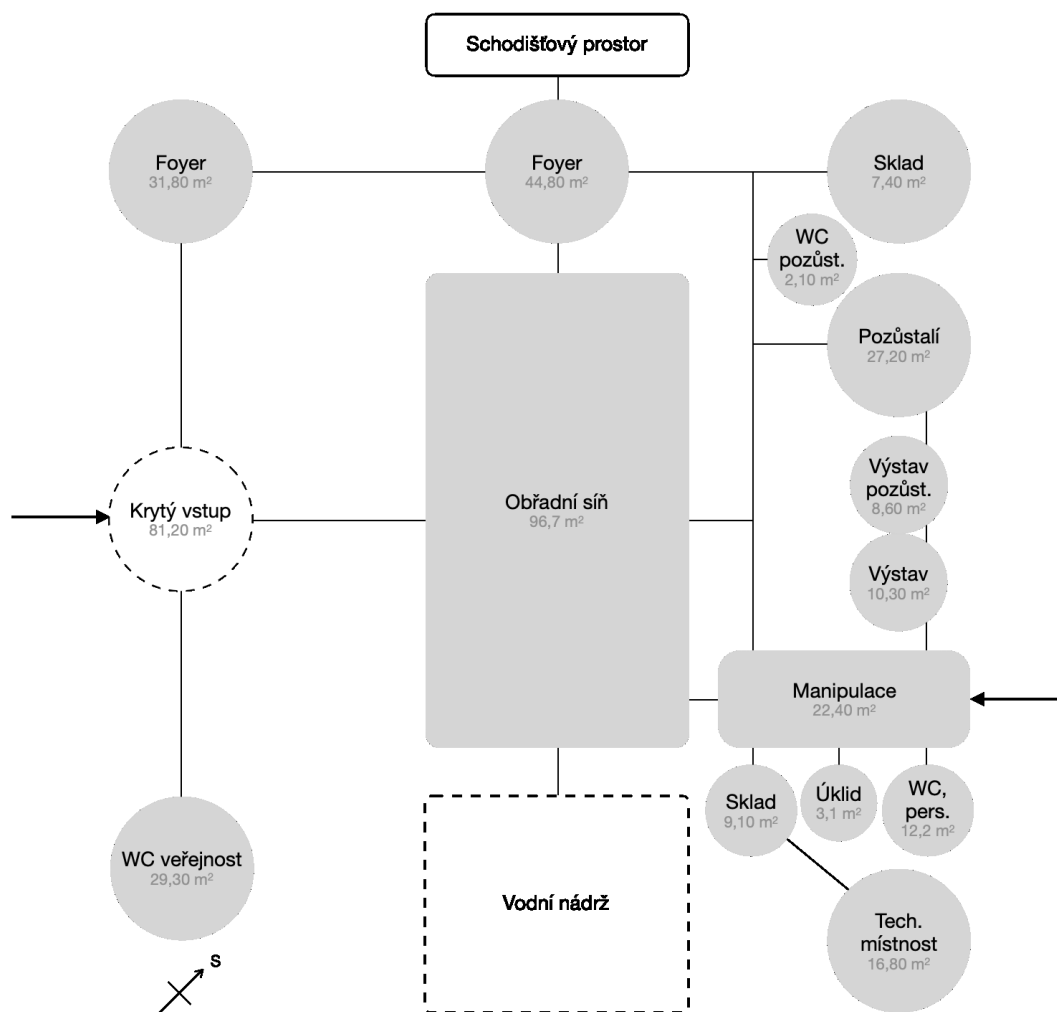 Schodišťový prostor
Foyer
31,80 m²
Foyer
44,80 m²
Sklad
7,40 m²
WC
pozůst.
2,10 m²
Pozůstalí
27,20 m²
Výstav
pozůst.
8,60 m²
Krytý vstup
81,20 m²
Obřadní síň
96,7 m²
Výstav
10,30 m²
Manipulace
22,40 m²
Sklad
9,10 m²
Úklid
3,1 m²
WC,
pers.
12,2 m²
WC veřejnost
29,30 m²
Vodní nádrž
Tech.
místnost
16,80 m²
S